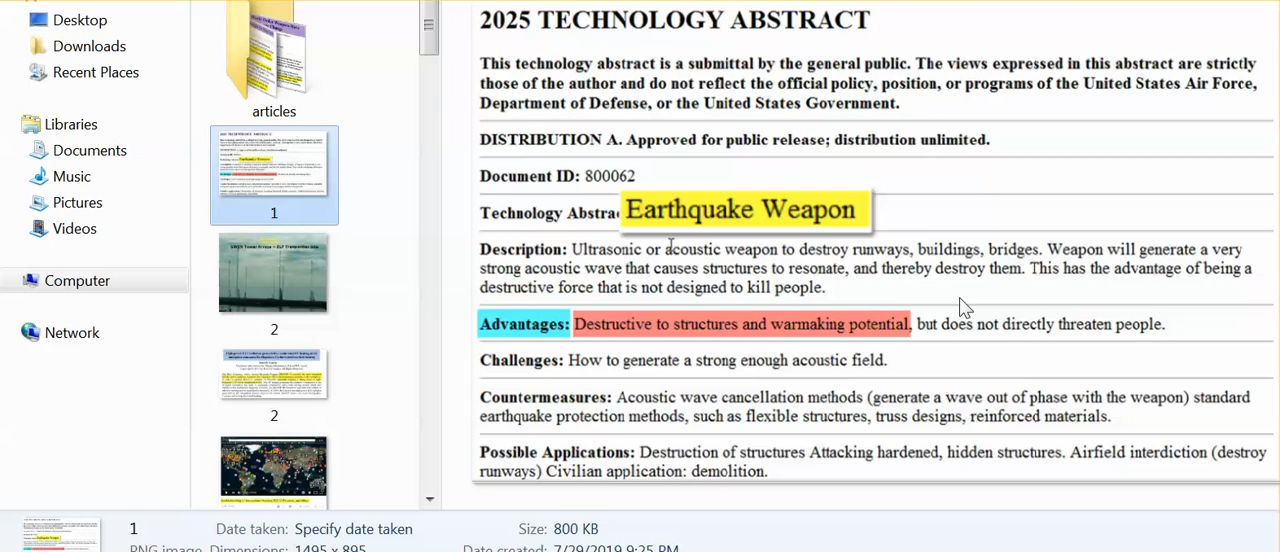 Desktop
Downloads
Recent Places
Libraries
Documents
Music
Pictures
Videos
Computer
Network
articles
1
2
2
2025 TECHNOLOGY ABSTRACT
This technology abstract is a submittal by the general public. The views expressed in this abstract are strictly
those of the author and do not reflect the official policy, position, or programs of the United States Air Force,
Department of Defense, or the United States Government.
DISTRIBUTION A. Approved for public release; distribution unlimited.
Document ID: 800062
Technology Abstrac Earthquake Weapon
Description: Ultrasonic or acoustic weapon to destroy runways, buildings, bridges. Weapon will generate a very
strong acoustic wave that causes structures to resonate, and thereby destroy them. This has the advantage of being a
destructive force that is not designed to kill people.
Advantages: Destructive to structures and warmaking potential, but does not directly threaten people.
Challenges: How to generate a strong enough acoustic field.
Countermeasures: Acoustic wave cancellation methods (generate a wave out of phase with the weapon) standard
earthquake protection methods, such as flexible structures, truss designs, reinforced materials.
Possible Applications: Destruction of structures Attacking hardened, hidden structures. Airfield interdiction (destroy
runways) Civilian application: demolition.
1 Date taken: Specify date taken Size: 800 KB
PNG image Dimensions: 1495 x 895 Date created: 7/29/2019 9:25 PM